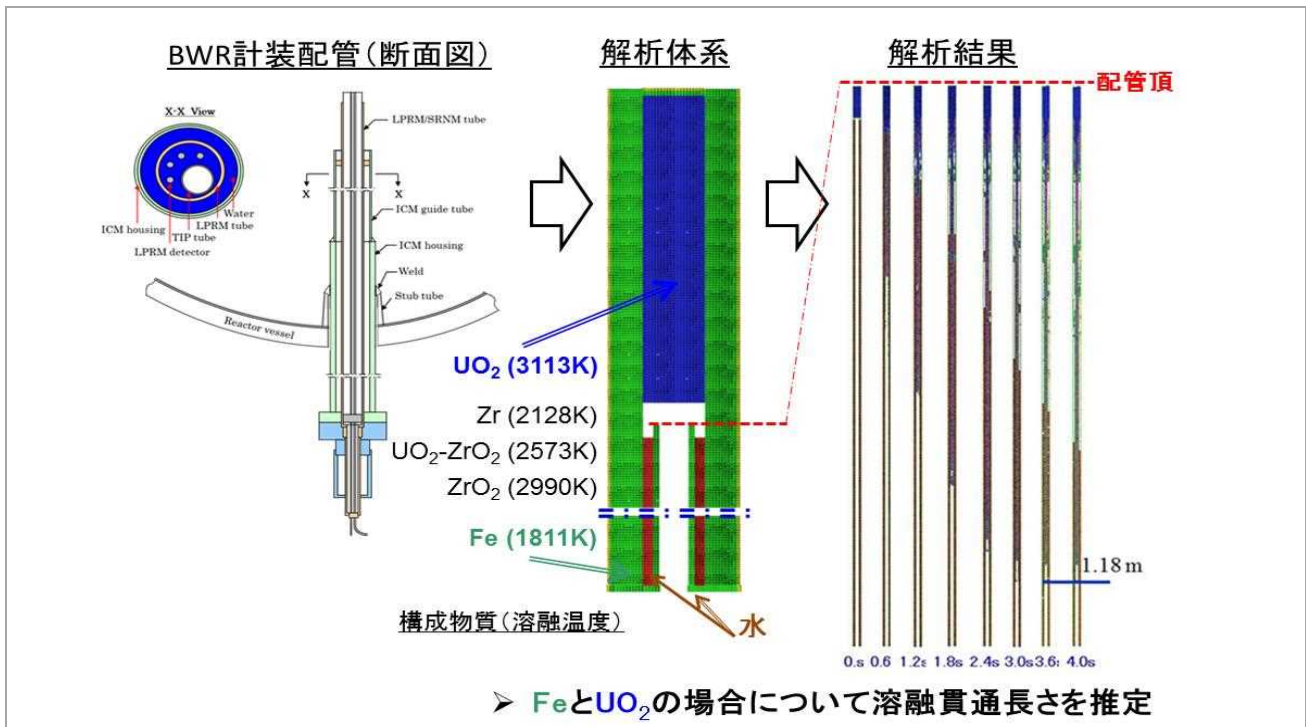 BWR計装配管（断面図）
X-X View
ICM housing
LPRM detector
TIP tube
LPRM tube
Water
LPRM/SRNM tube
X
X
ICM guide tube
ICM housing
Weld
Stub tube
Reactor vessel
解析体系
UO₂ (3113K)
Zr (2128K)
UO₂-ZrO₂ (2573K)
ZrO₂ (2990K)
Fe (1811K)
構成物質（溶融温度）
水
解析結果
配管頂
1.18 m
0.s 0.6 1.2s 1.8s 2.4s 3.0s 3.6s 4.0s
➢ FeとUO₂の場合について溶融貫通長さを推定